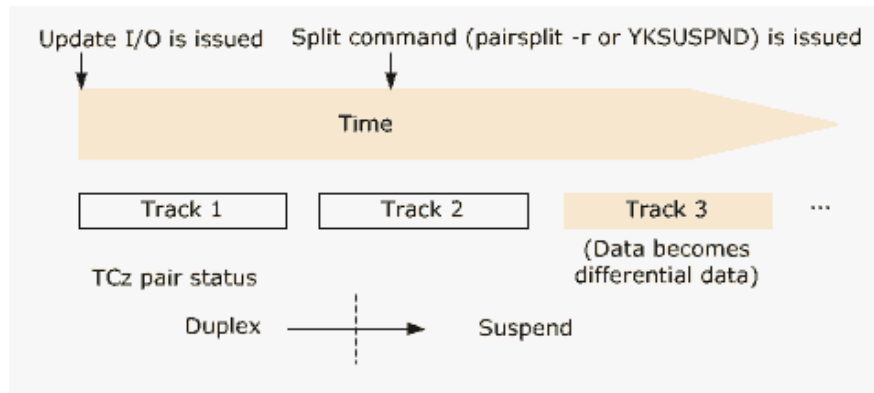 Update I/O is issued
Split command (pairsplit -r or YKSUSPND) is issued
Time
Track 1
Track 2
Track 3
...
(Data becomes
differential data)
TCz pair status
Duplex
Suspend